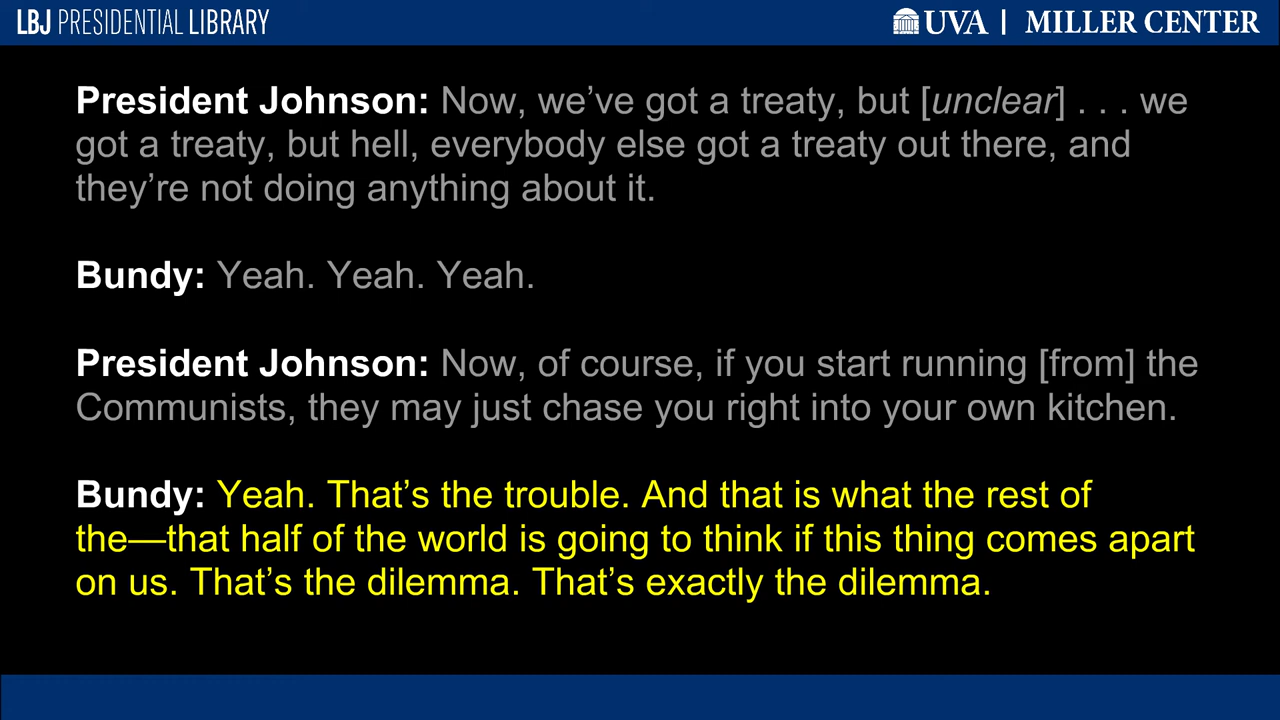 LBJ PRESIDENTIAL LIBRARY
UVA | MILLER CENTER
President Johnson: Now, we’ve got a treaty, but [unclear] . . . we
got a treaty, but hell, everybody else got a treaty out there, and
they’re not doing anything about it.
Bundy: Yeah. Yeah. Yeah.
President Johnson: Now, of course, if you start running [from] the
Communists, they may just chase you right into your own kitchen.
Bundy: Yeah. That’s the trouble. And that is what the rest of
the—that half of the world is going to think if this thing comes apart
on us. That’s the dilemma. That’s exactly the dilemma.